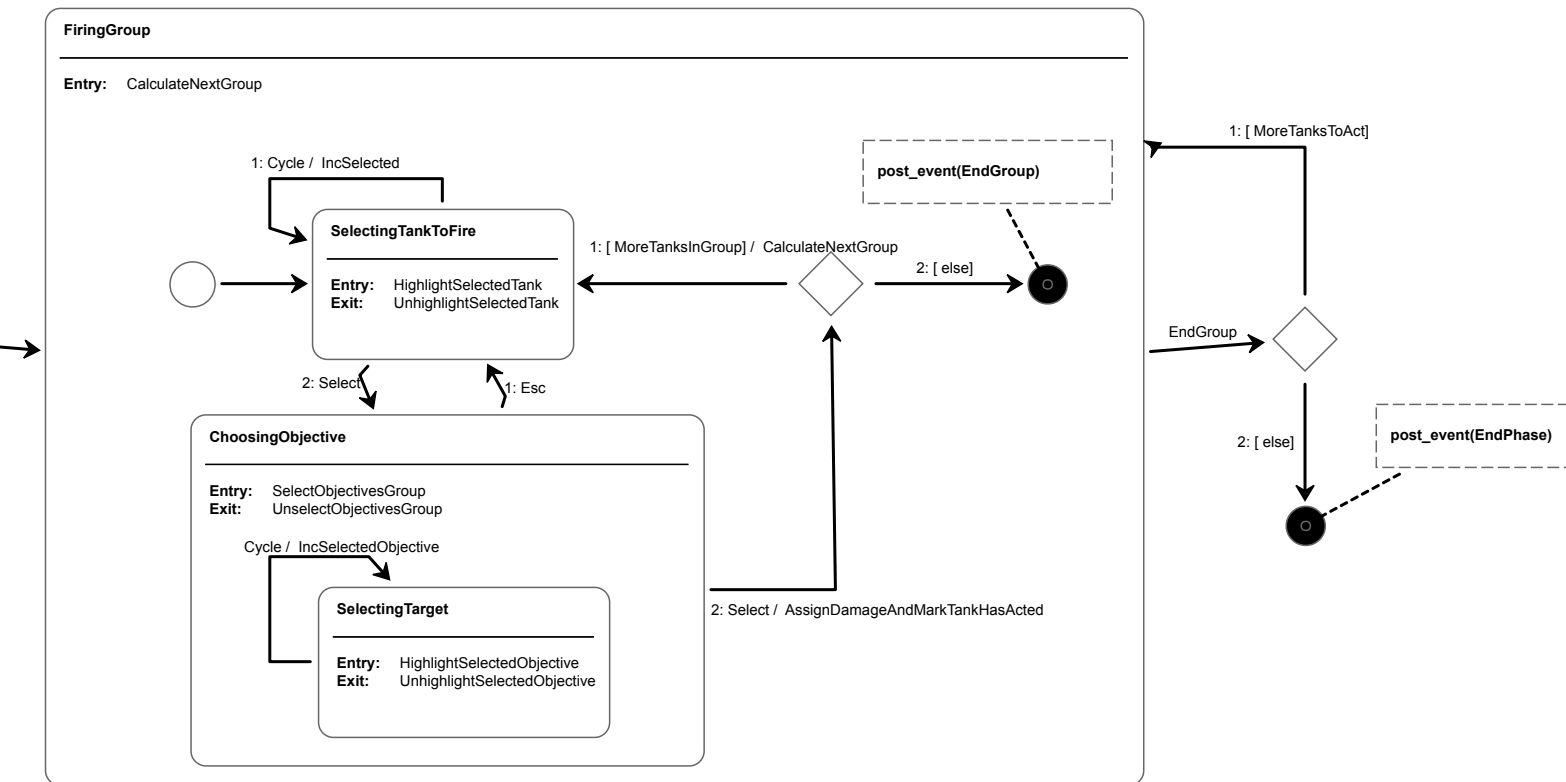 FiringGroup
Entry: CalculateNextGroup
1: [ MoreTanksToAct]
1: Cycle / IncSelected
post_event(EndGroup)
SelectingTankToFire
1: [ MoreTanksInGroup] / CalculateNextGroup
2: [ else]
Entry: HighlightSelectedTank
Exit: UnhighlightSelectedTank
EndGroup
2: Select
1: Esc
ChoosingObjective
2: [ else]
post_event(EndPhase)
Entry: SelectObjectivesGroup
Exit: UnselectObjectivesGroup
Cycle / IncSelectedObjective
SelectingTarget
2: Select / AssignDamageAndMarkTankHasActed
Entry: HighlightSelectedObjective
Exit: UnhighlightSelectedObjective